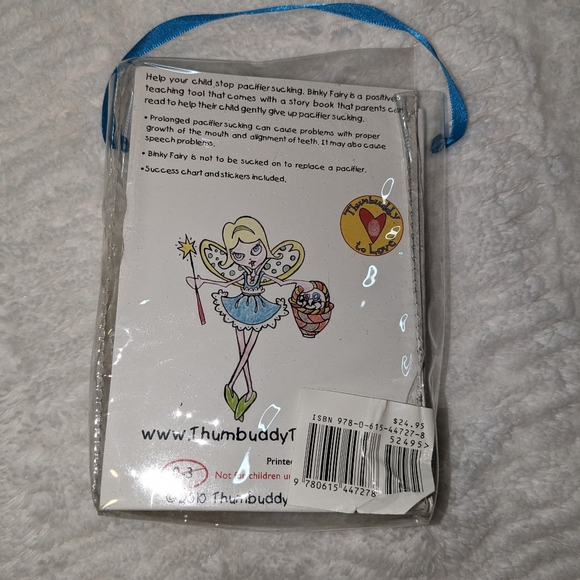 Help your child stop pacifier sucking. Binky Fairy is a positive
teaching tool that comes with a story book that parents can
read to help their child gently give up pacifier sucking.
• Prolonged pacifier sucking can cause problems with proper
growth of the mouth and alignment of teeth. It may also cause
speech problems.
• Binky Fairy is not to be sucked on to replace a pacifier.
• Success chart and stickers included.
Thumbuddy
to Love
www.ThumbuddyT
Printe
0-3
Not for children un
© 2010 Thumbuddy
$24.95
ISBN 978-0-615-44727-8
52495>
9 780615 447278